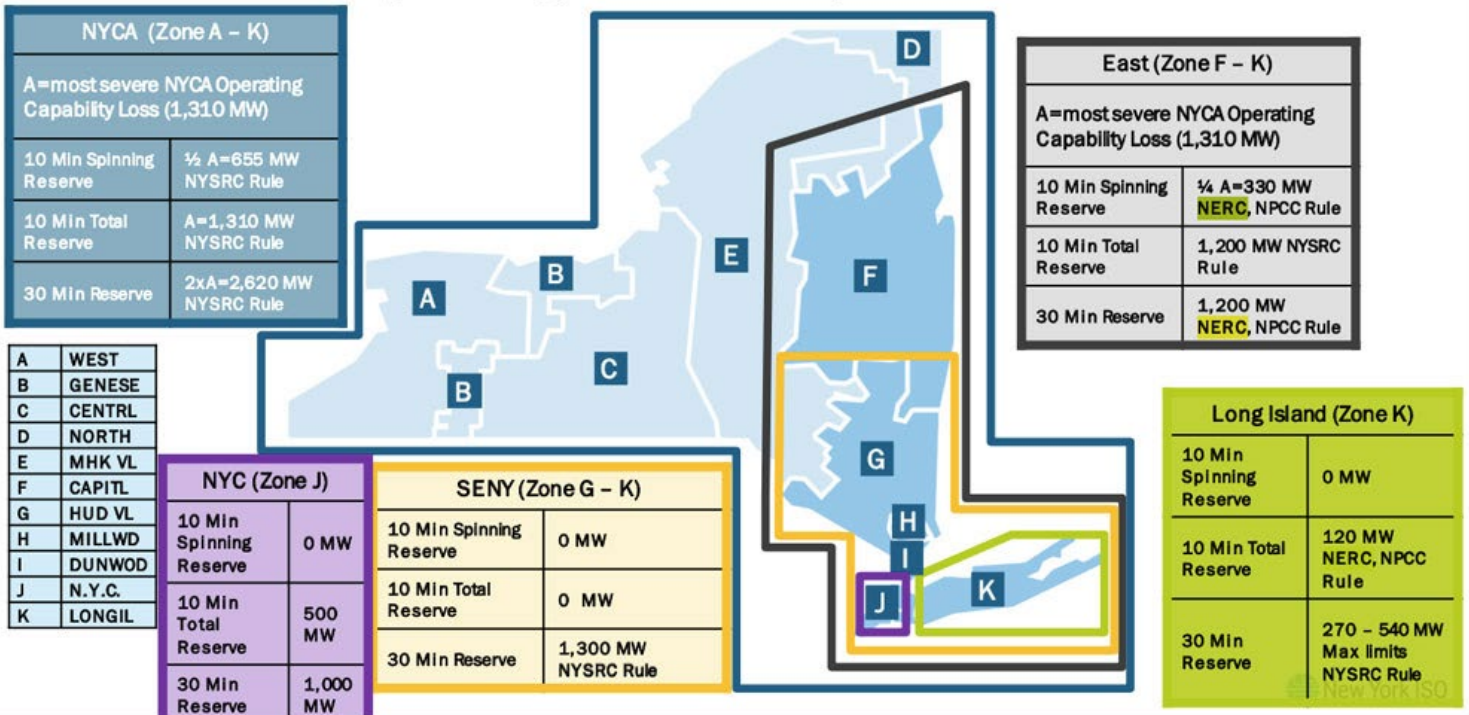 NYCA (Zone A – K)
A=most severe NYCA Operating
Capability Loss (1,310 MW)
10 Min Spinning
Reserve
½ A=655 MW
NYSRC Rule
10 Min Total
Reserve
A=1,310 MW
NYSRC Rule
30 Min Reserve
2xA=2,620 MW
NYSRC Rule
East (Zone F – K)
A=most severe NYCA Operating
Capability Loss (1,310 MW)
10 Min Spinning
Reserve
¼ A=330 MW
NERC, NPCC Rule
10 Min Total
Reserve
1,200 MW NYSRC
Rule
30 Min Reserve
1,200 MW
NERC, NPCC Rule
D
E
F
B
A
C
B
G
H
I
J
K
A WEST
B GENESE
C CENTRL
D NORTH
E MHK VL
F CAPITL
G HUD VL
H MILLWD
I DUNWOD
J N.Y.C.
K LONGIL
NYC (Zone J)
10 Min
Spinning
Reserve
0 MW
10 Min
Total
Reserve
500
MW
30 Min
Reserve
1,000
MW
SENY (Zone G – K)
10 Min Spinning
Reserve
0 MW
10 Min Total
Reserve
0 MW
30 Min Reserve
1,300 MW
NYSRC Rule
Long Island (Zone K)
10 Min
Spinning
Reserve
0 MW
10 Min Total
Reserve
120 MW
NERC, NPCC
Rule
30 Min
Reserve
270 – 540 MW
Max limits
NYSRC Rule
New York ISO